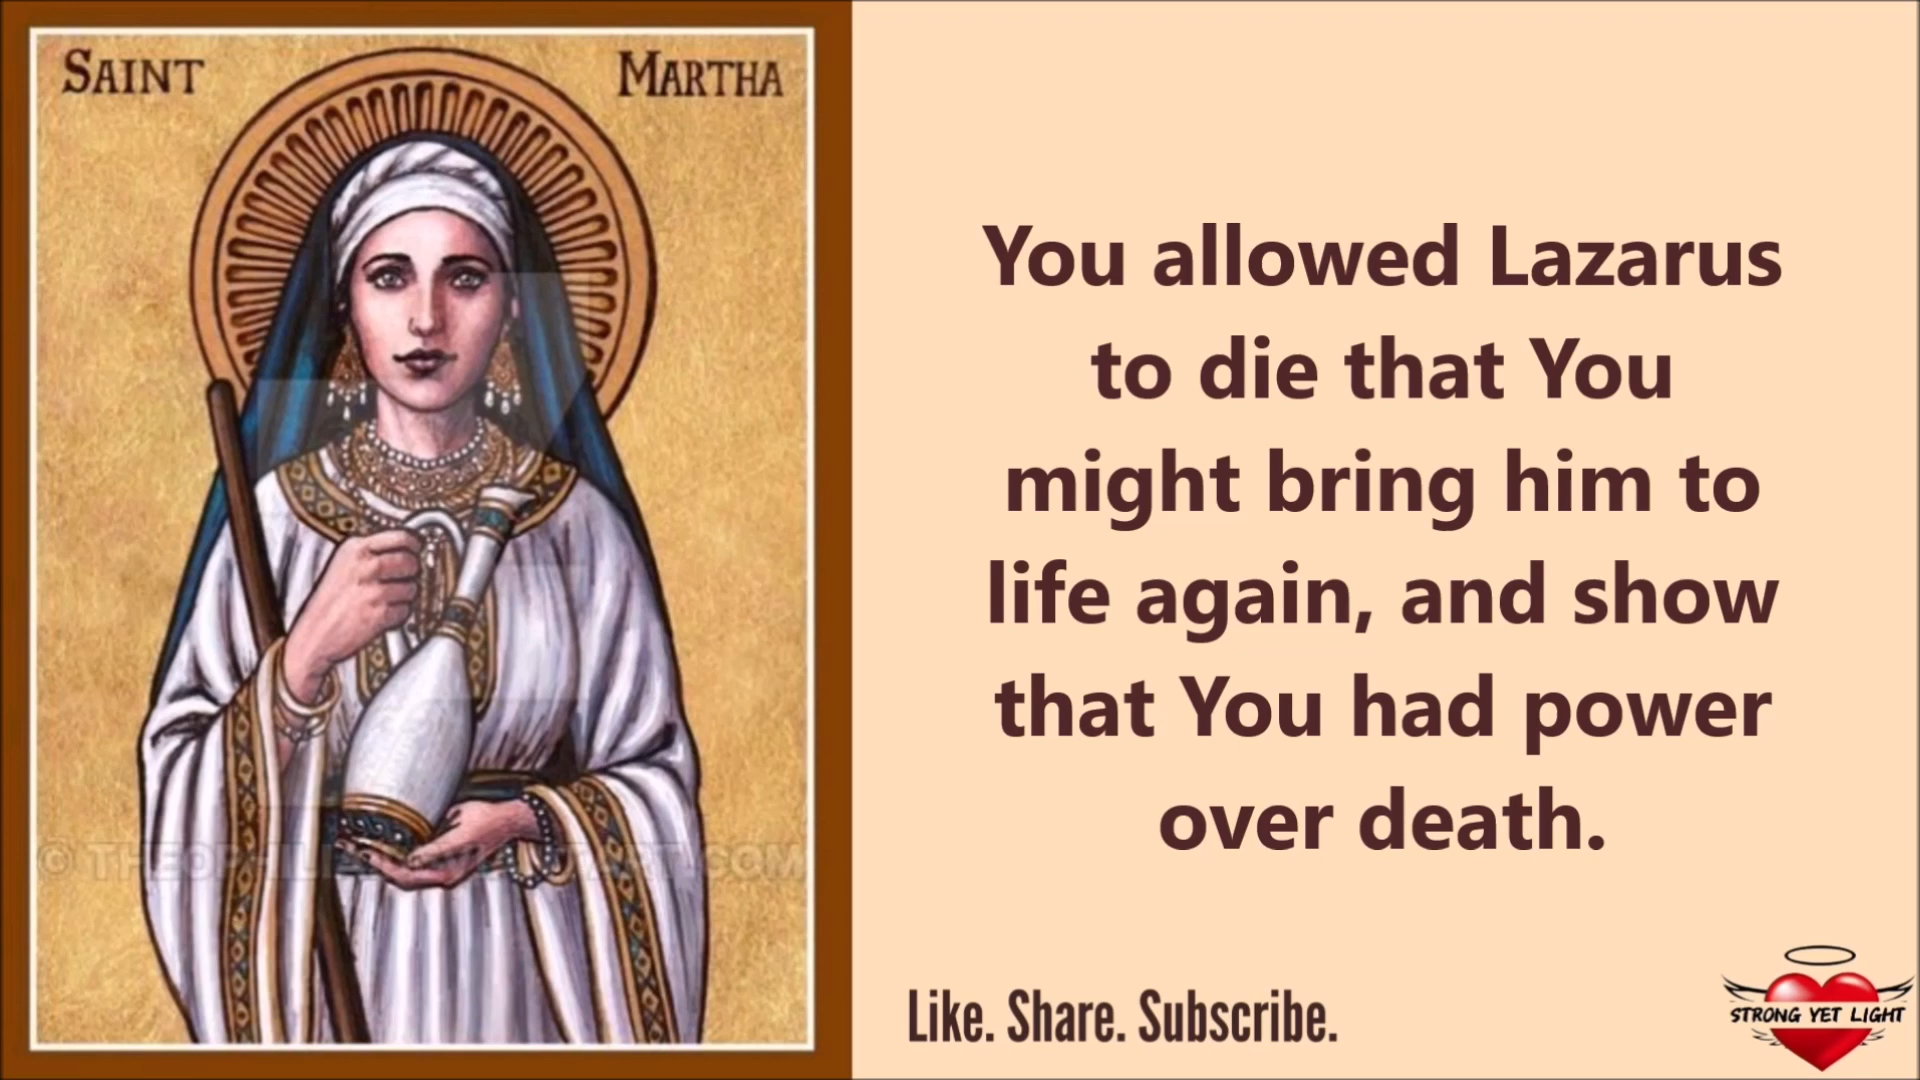 SAINT MARTHA
You allowed Lazarus
to die that You
might bring him to
life again, and show
that You had power
over death.
Like. Share. Subscribe.
STRONG YET LIGHT